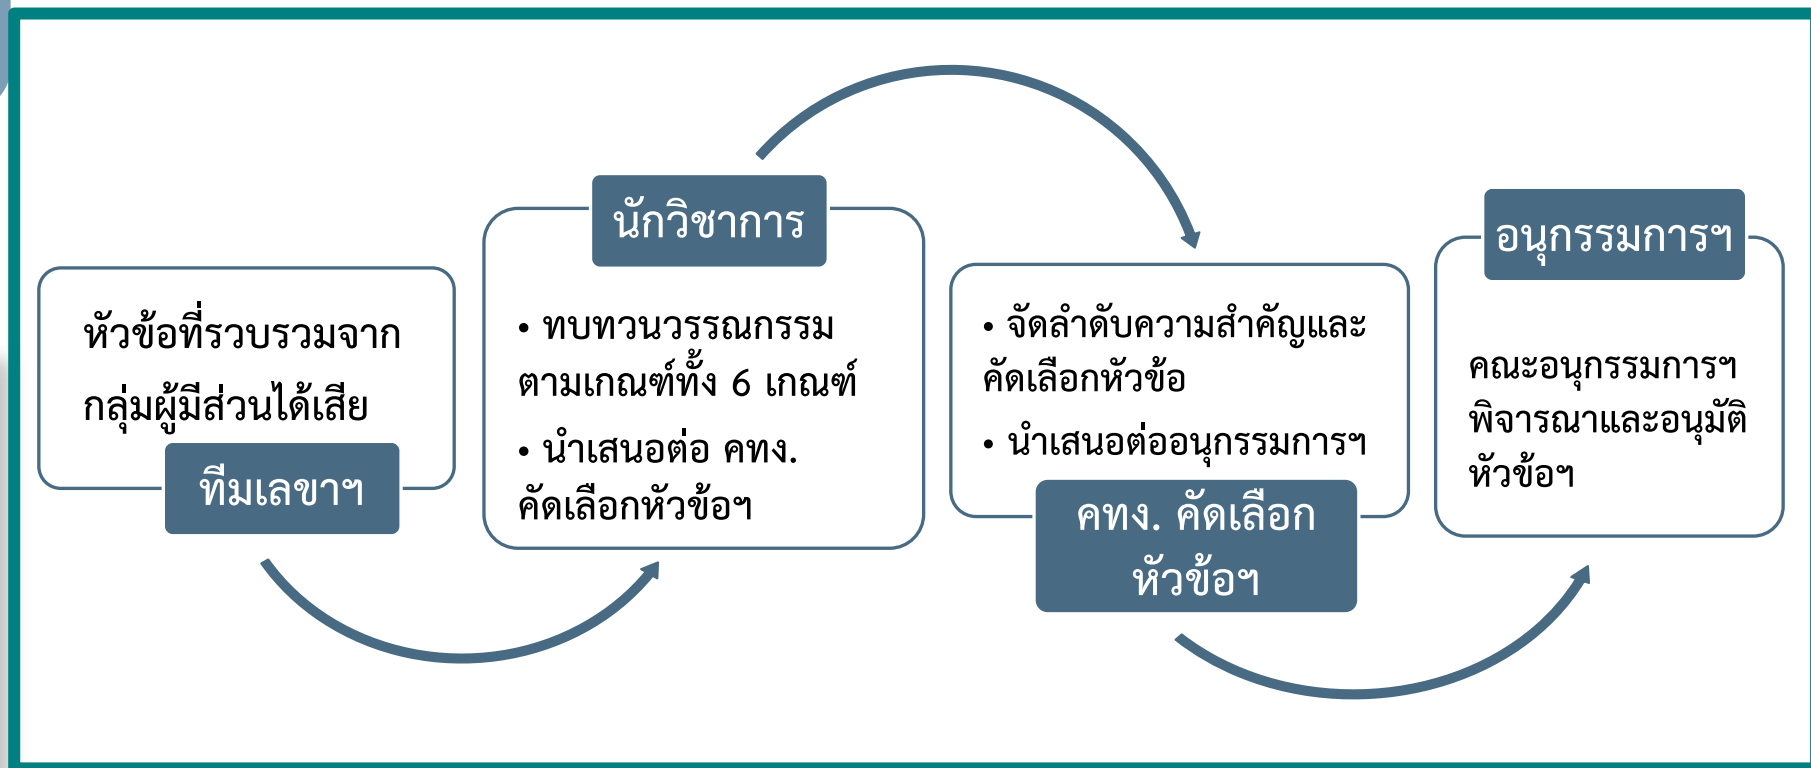 หัวข้อที่รวบรวมจาก
กลุ่มผู้มีส่วนได้เสีย
ทีมเลขาฯ
นักวิชาการ
• ทบทวนวรรณกรรม
ตามเกณฑ์ทั้ง 6 เกณฑ์
• นำเสนอต่อ คทง.
คัดเลือกหัวข้อฯ
• จัดลำดับความสำคัญและ
คัดเลือกหัวข้อ
• นำเสนอต่ออนุกรรมการฯ
คทง. คัดเลือก
หัวข้อฯ
อนุกรรมการฯ
คณะอนุกรรมการฯ
พิจารณาและอนุมัติ
หัวข้อฯ